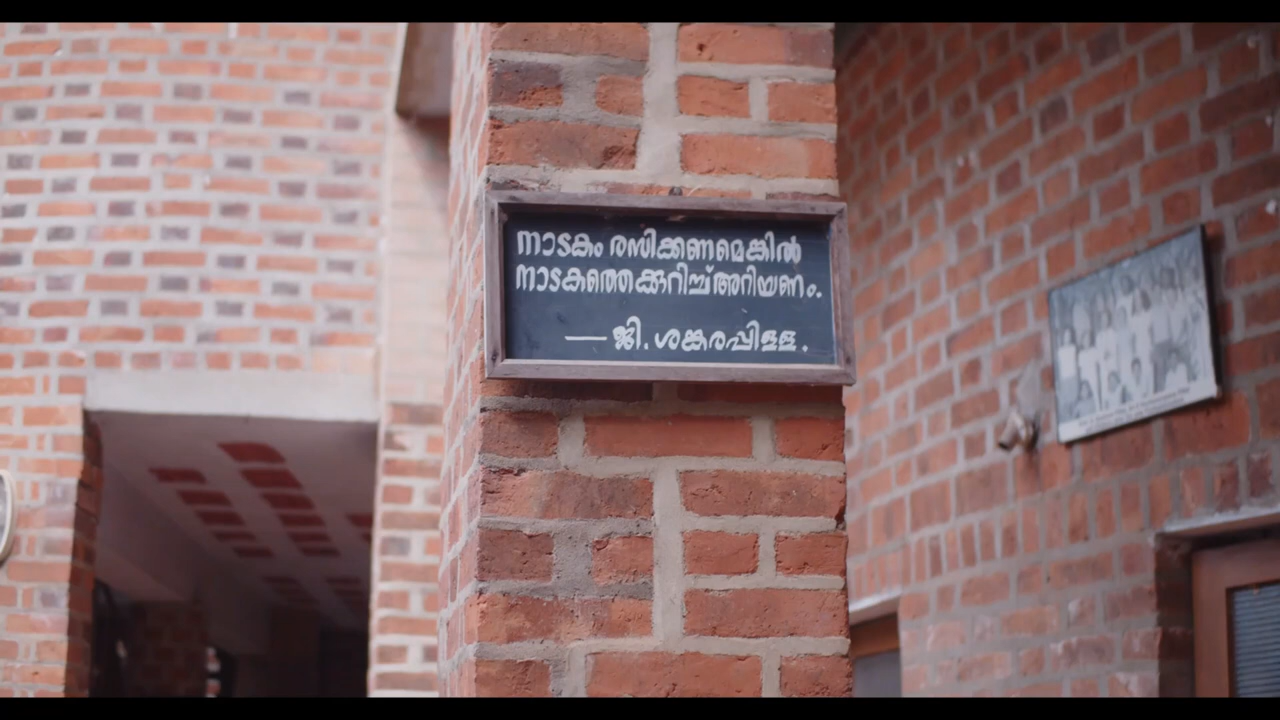 നാടകം രസിക്കണമെങ്കിൽ
നാടകത്തെക്കുറിച്ച് അറിയണം.
— ജി. ശങ്കരപ്പിള്ള.